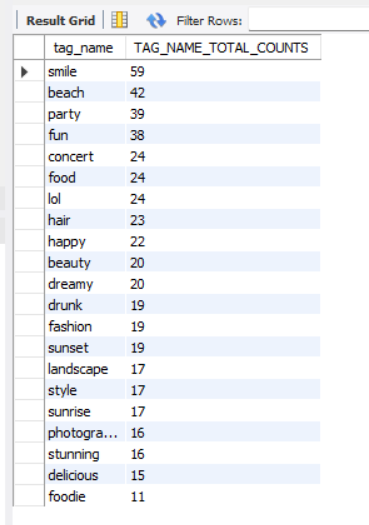 Result Grid Filter Rows:
tag_name TAG_NAME_TOTAL_COUNTS
smile 59
beach 42
party 39
fun 38
concert 24
food 24
lol 24
hair 23
happy 22
beauty 20
dreamy 20
drunk 19
fashion 19
sunset 19
landscape 17
style 17
sunrise 17
photogra... 16
stunning 16
delicious 15
foodie 11